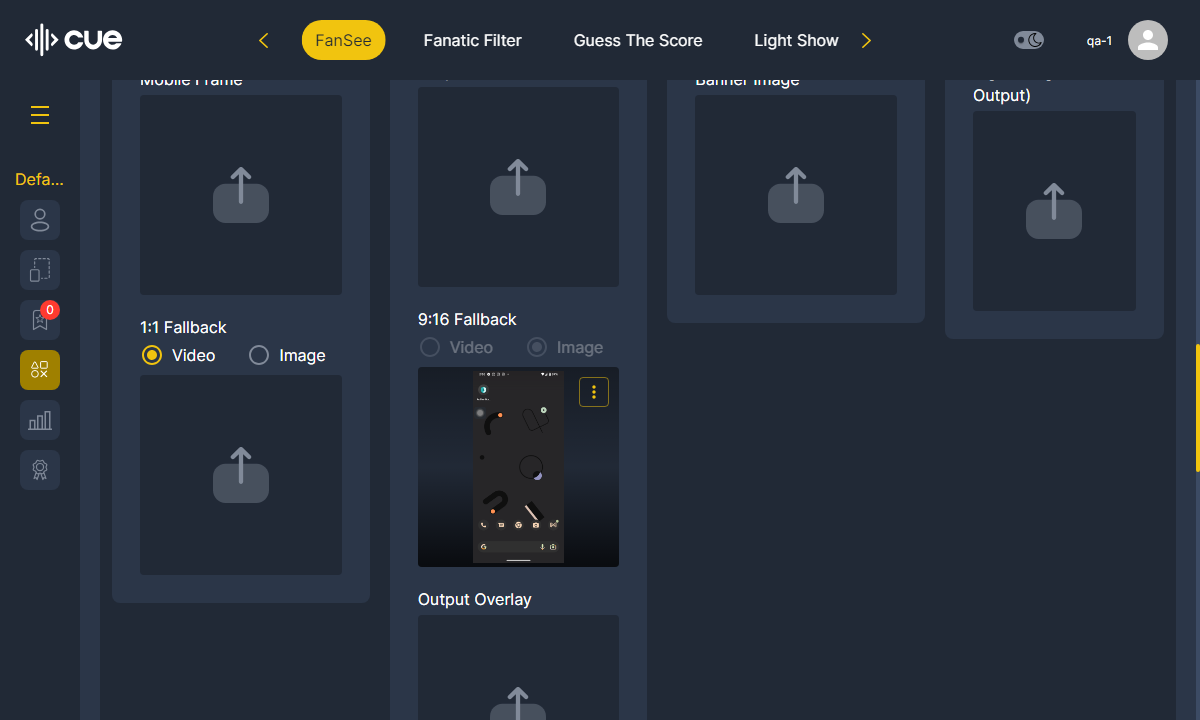 cue
FanSee
Fanatic Filter
Guess The Score
Light Show
qa-1
Defa...
0
Mobile Frame
1:1 Fallback
Video
Image
9:16 Fallback
Video
Image
Output Overlay
Banner Image
Output)